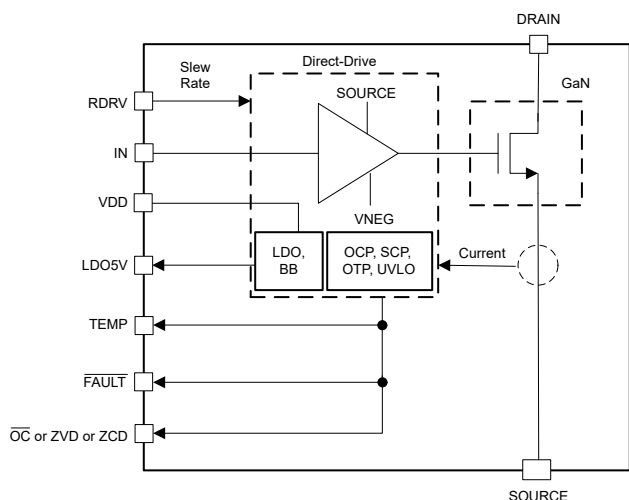 DRAIN
Direct-Drive
Slew
Rate
GaN
RDRV
SOURCE
IN
VDD
VNEG
LDO,
BB
OCP, SCP,
OTP, UVLO
Current
LDO5V
TEMP
FAULT
OC or ZVD or ZCD
SOURCE